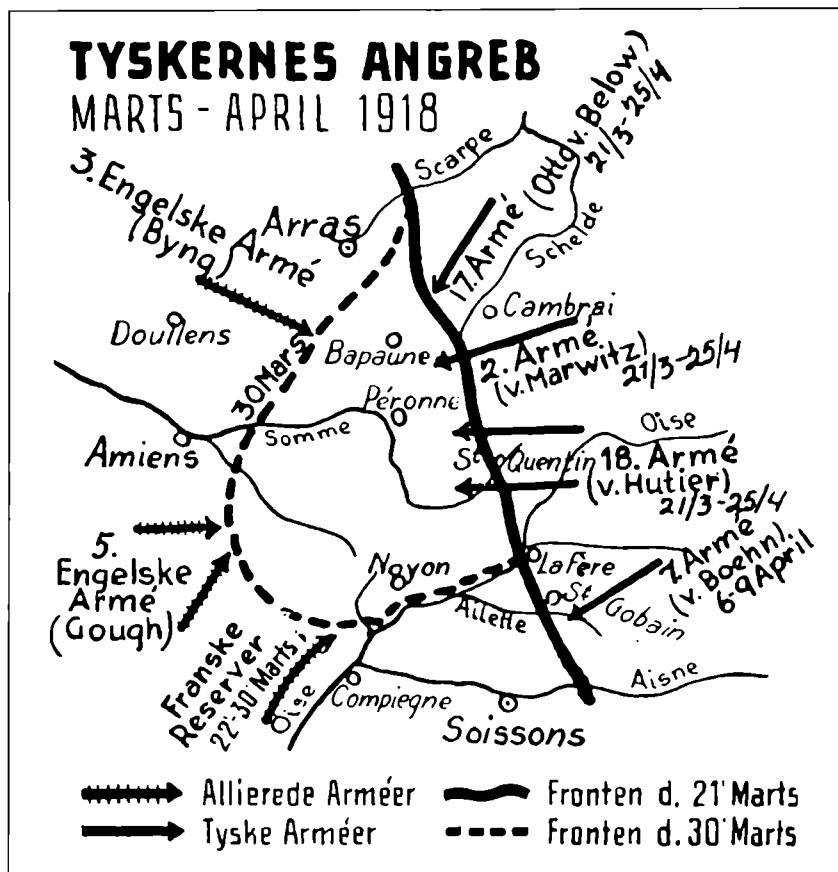 TYSKERNES ANGREB
MARTS - APRIL 1918
3. Engelske Armé
(Byng)
Scarpe
17. Armé (Otto v. Below)
21/3-25/4
Arras
Schelde
Cambrai
Doullens
Bapaune
2. Armé
(v. Marwitz)
21/3-25/4
30 Mars
Péronne
Somme
Amiens
Oise
St Quentin
18. Armé
(v. Hutier)
21/3-25/4
5.
Engelske
Armé
(Gough)
Noyon
La Fere
7. Armé
(v. Boehn)
6-9 April
St Gobain
Ailette
Franske
Reserver
22-30 Marts
Oise
Compiegne
Aisne
Soissons
Allierede Arméer
Fronten d. 21' Marts
Tyske Arméer
Fronten d. 30' Marts